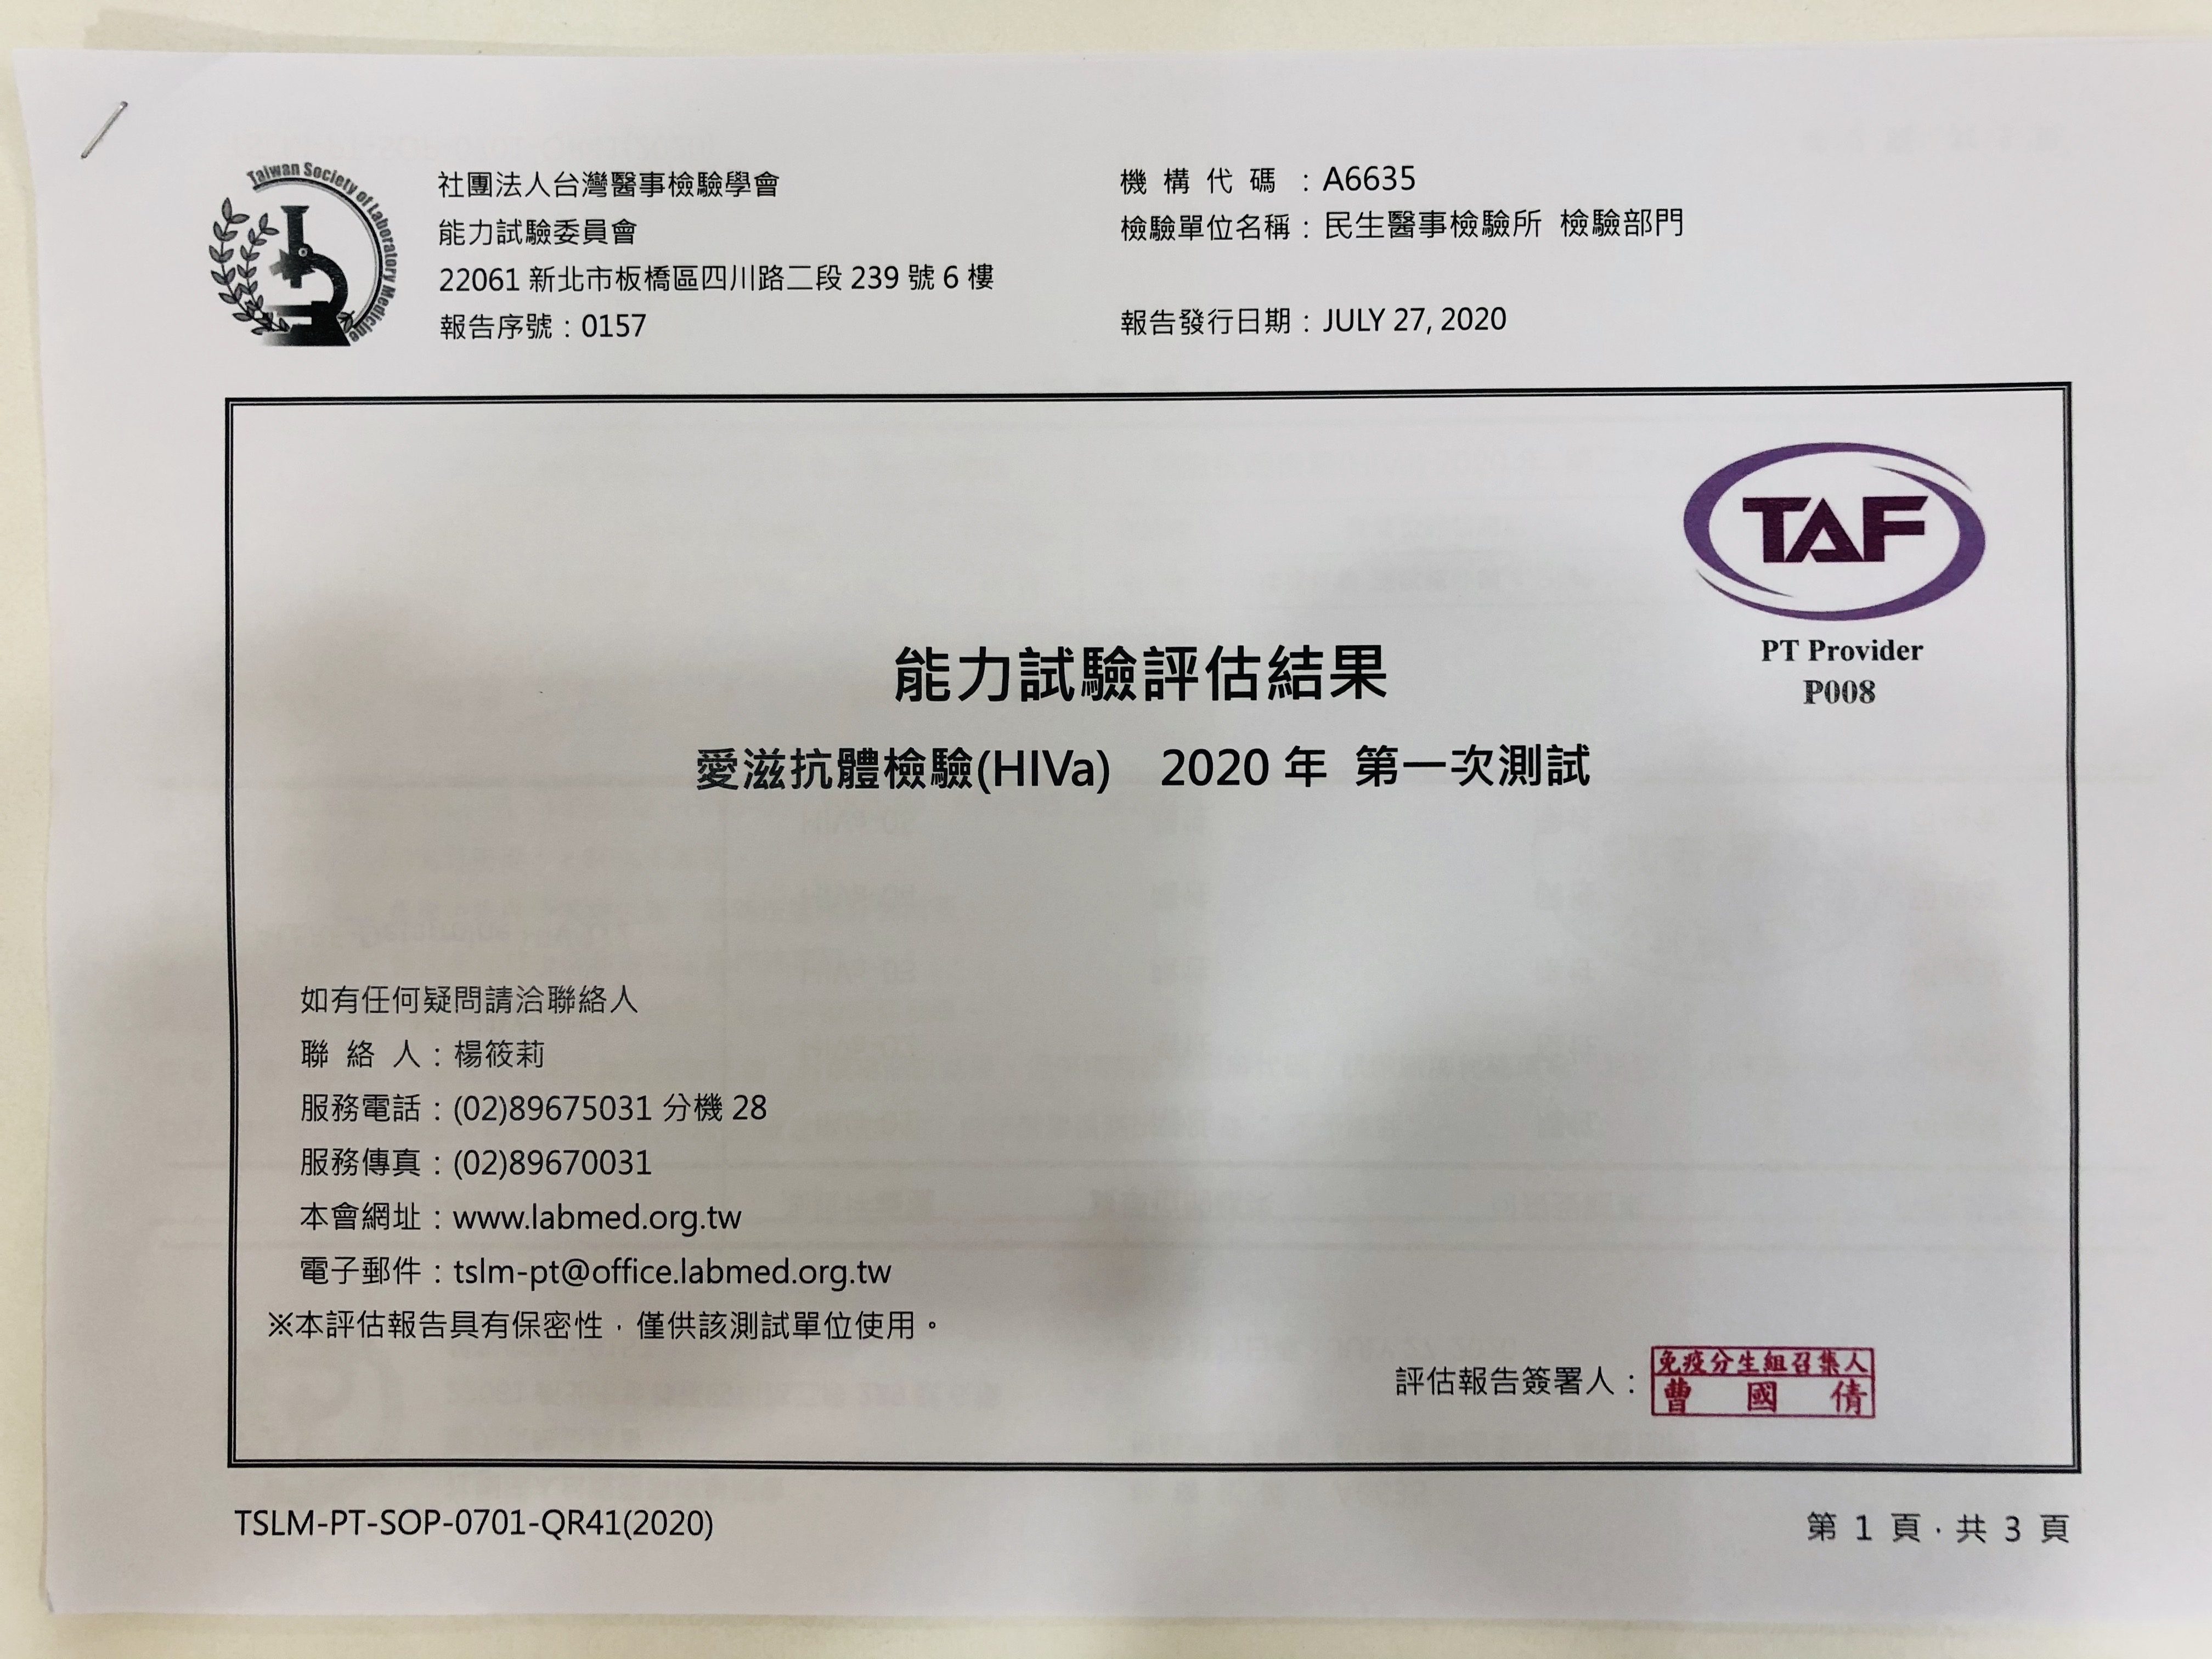 Taiwan Society of Laboratory Medicine
社團法人台灣醫事檢驗學會
能力試驗委員會
22061 新北市板橋區四川路二段 239 號 6 樓
報告序號：0157
機 構 代 碼 ：A6635
檢驗單位名稱：民生醫事檢驗所 檢驗部門
報告發行日期：JULY 27, 2020
TAF
PT Provider
P008
能力試驗評估結果
愛滋抗體檢驗(HIVa) 2020 年 第一次測試
如有任何疑問請洽聯絡人
聯 絡 人：楊筱莉
服務電話：(02)89675031 分機 28
服務傳真：(02)89670031
本會網址：www.labmed.org.tw
電子郵件：tslm-pt@office.labmed.org.tw
※本評估報告具有保密性，僅供該測試單位使用。
評估報告簽署人：
免疫分生組召集人
曹 國 倩
TSLM-PT-SOP-0701-QR41(2020)
第 1 頁，共 3 頁